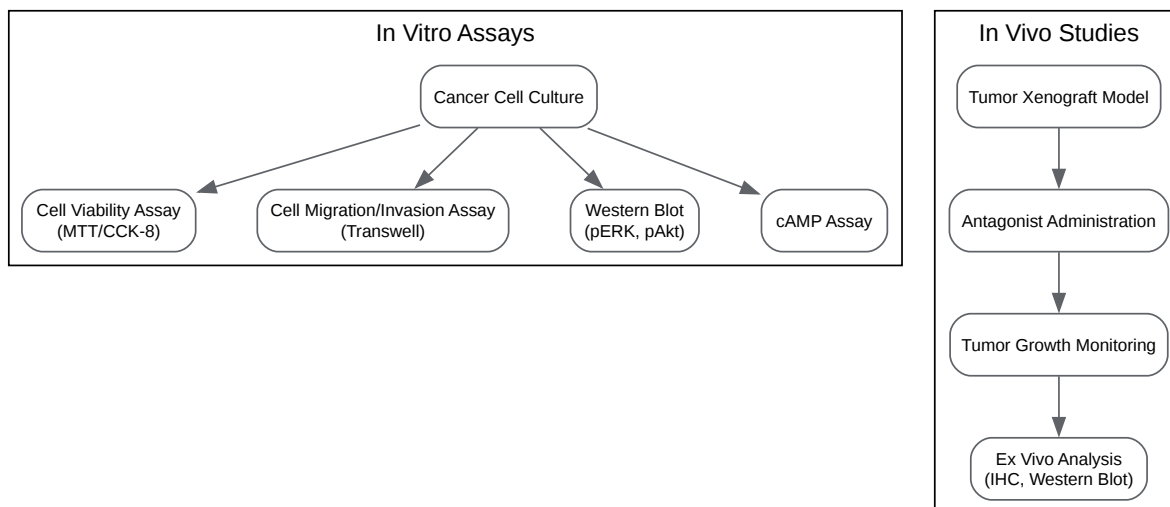 In Vitro Assays
Cancer Cell Culture
Cell Viability Assay
(MTT/CCK-8)
Cell Migration/Invasion Assay
(Transwell)
Western Blot
(pERK, pAkt)
cAMP Assay
In Vivo Studies
Tumor Xenograft Model
Antagonist Administration
Tumor Growth Monitoring
Ex Vivo Analysis
(IHC, Western Blot)